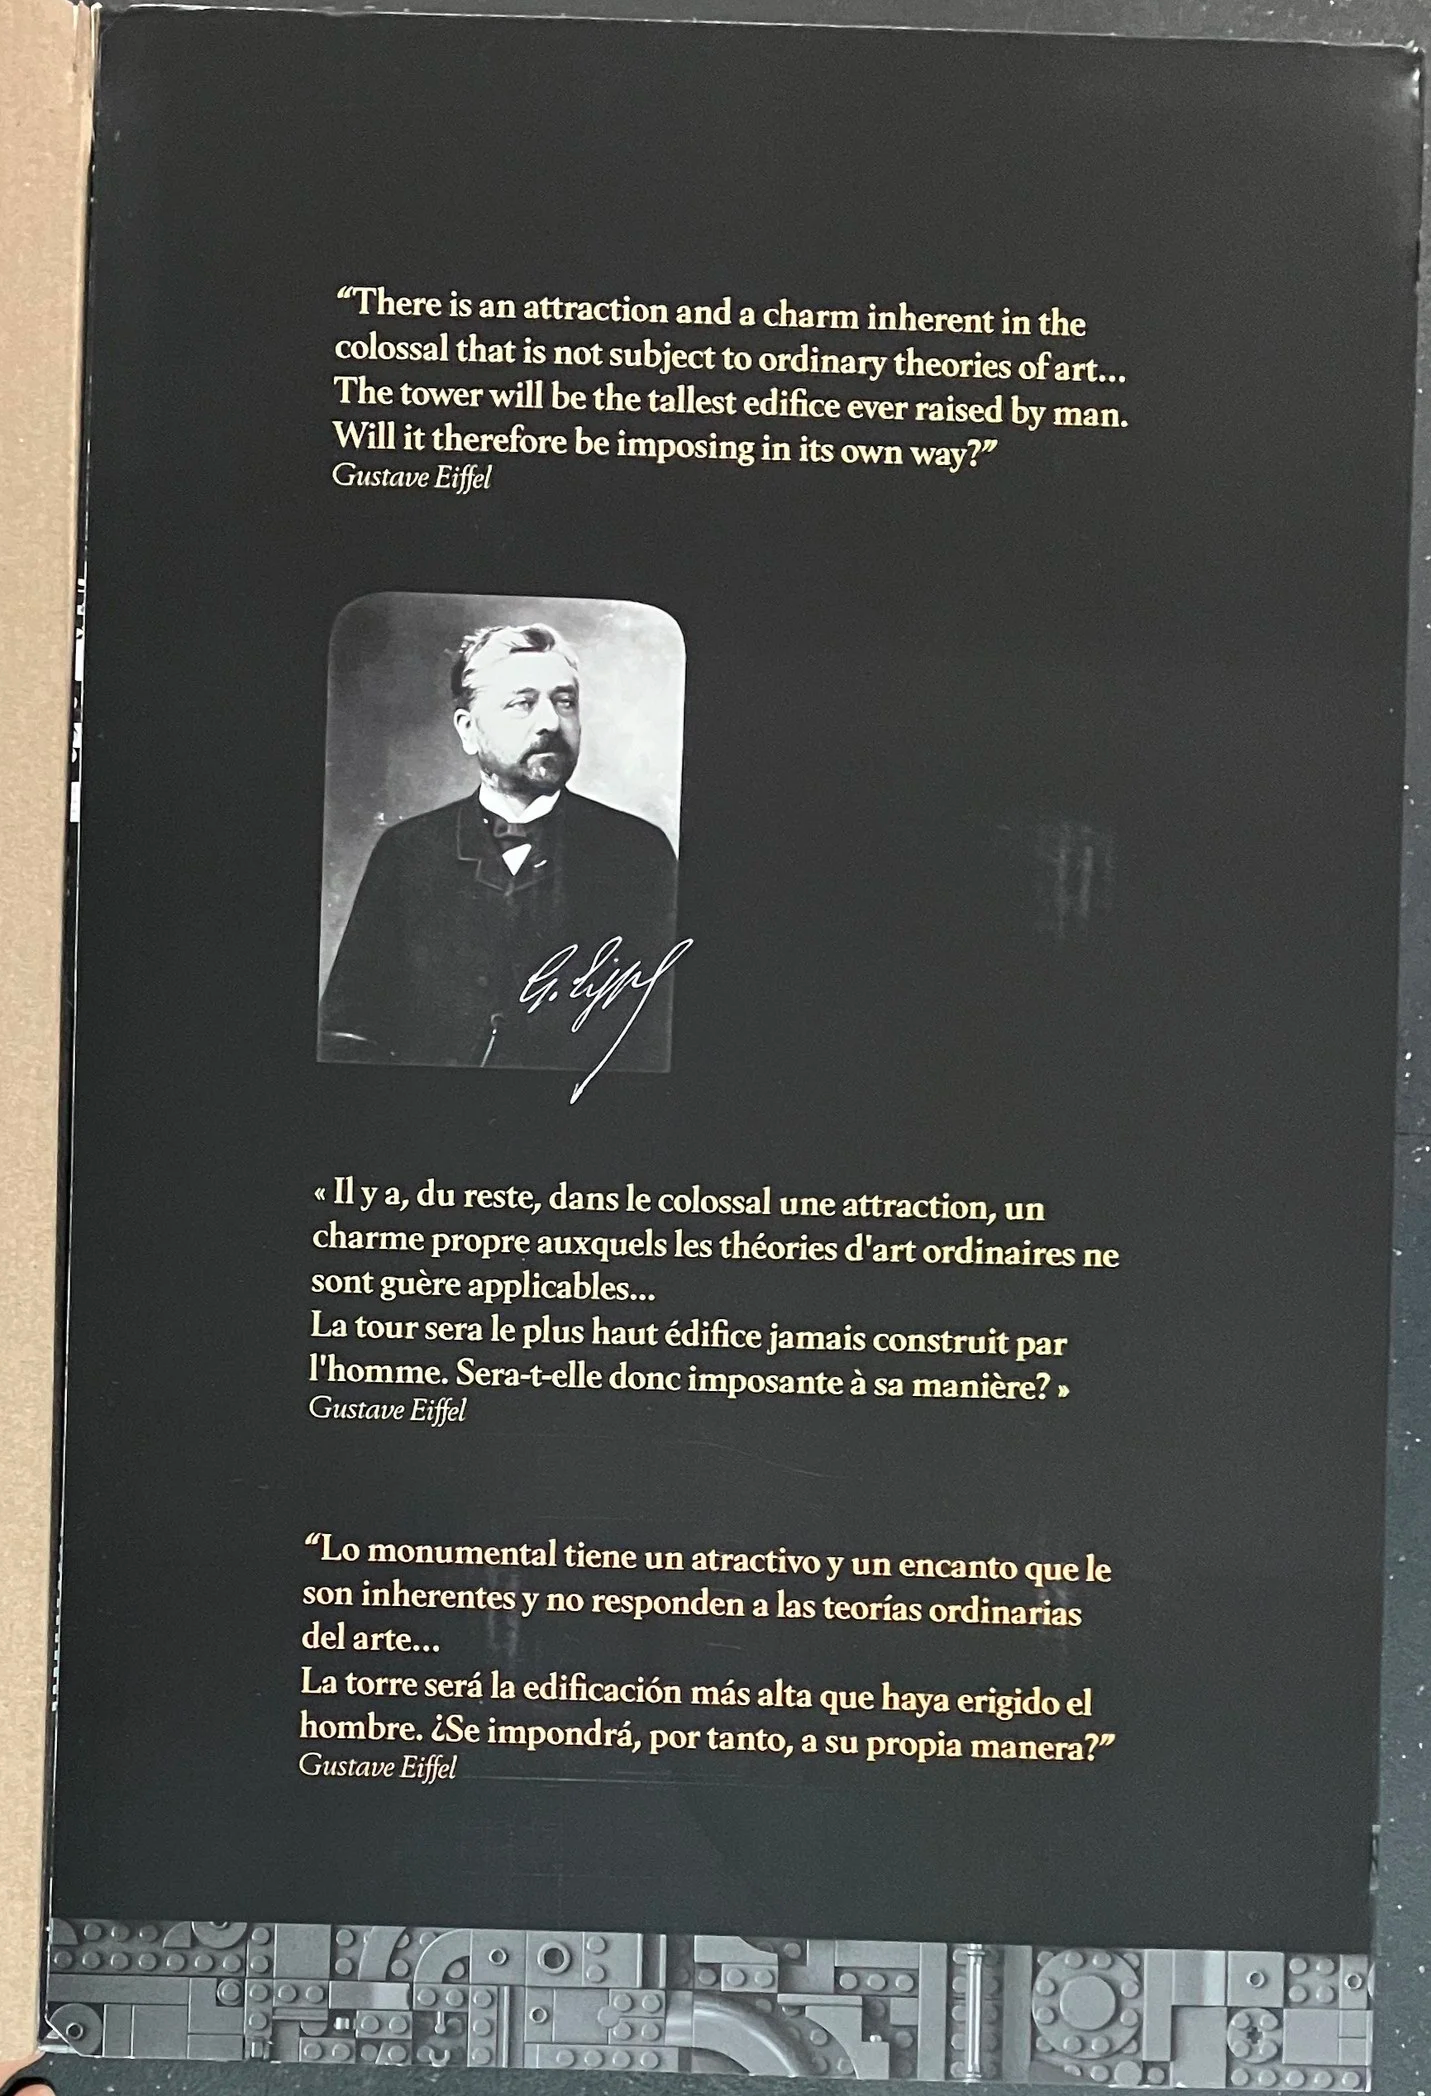 “There is an attraction and a charm inherent in the
colossal that is not subject to ordinary theories of art...
The tower will be the tallest edifice ever raised by man.
Will it therefore be imposing in its own way?”
Gustave Eiffel
G. Eiffel
« Il y a, du reste, dans le colossal une attraction, un
charme propre auxquels les théories d'art ordinaires ne
sont guère applicables...
La tour sera le plus haut édifice jamais construit par
l'homme. Sera-t-elle donc imposante à sa manière? »
Gustave Eiffel
“Lo monumental tiene un atractivo y un encanto que le
son inherentes y no responden a las teorías ordinarias
del arte...
La torre será la edificación más alta que haya erigido el
hombre. ¿Se impondrá, por tanto, a su propia manera?”
Gustave Eiffel